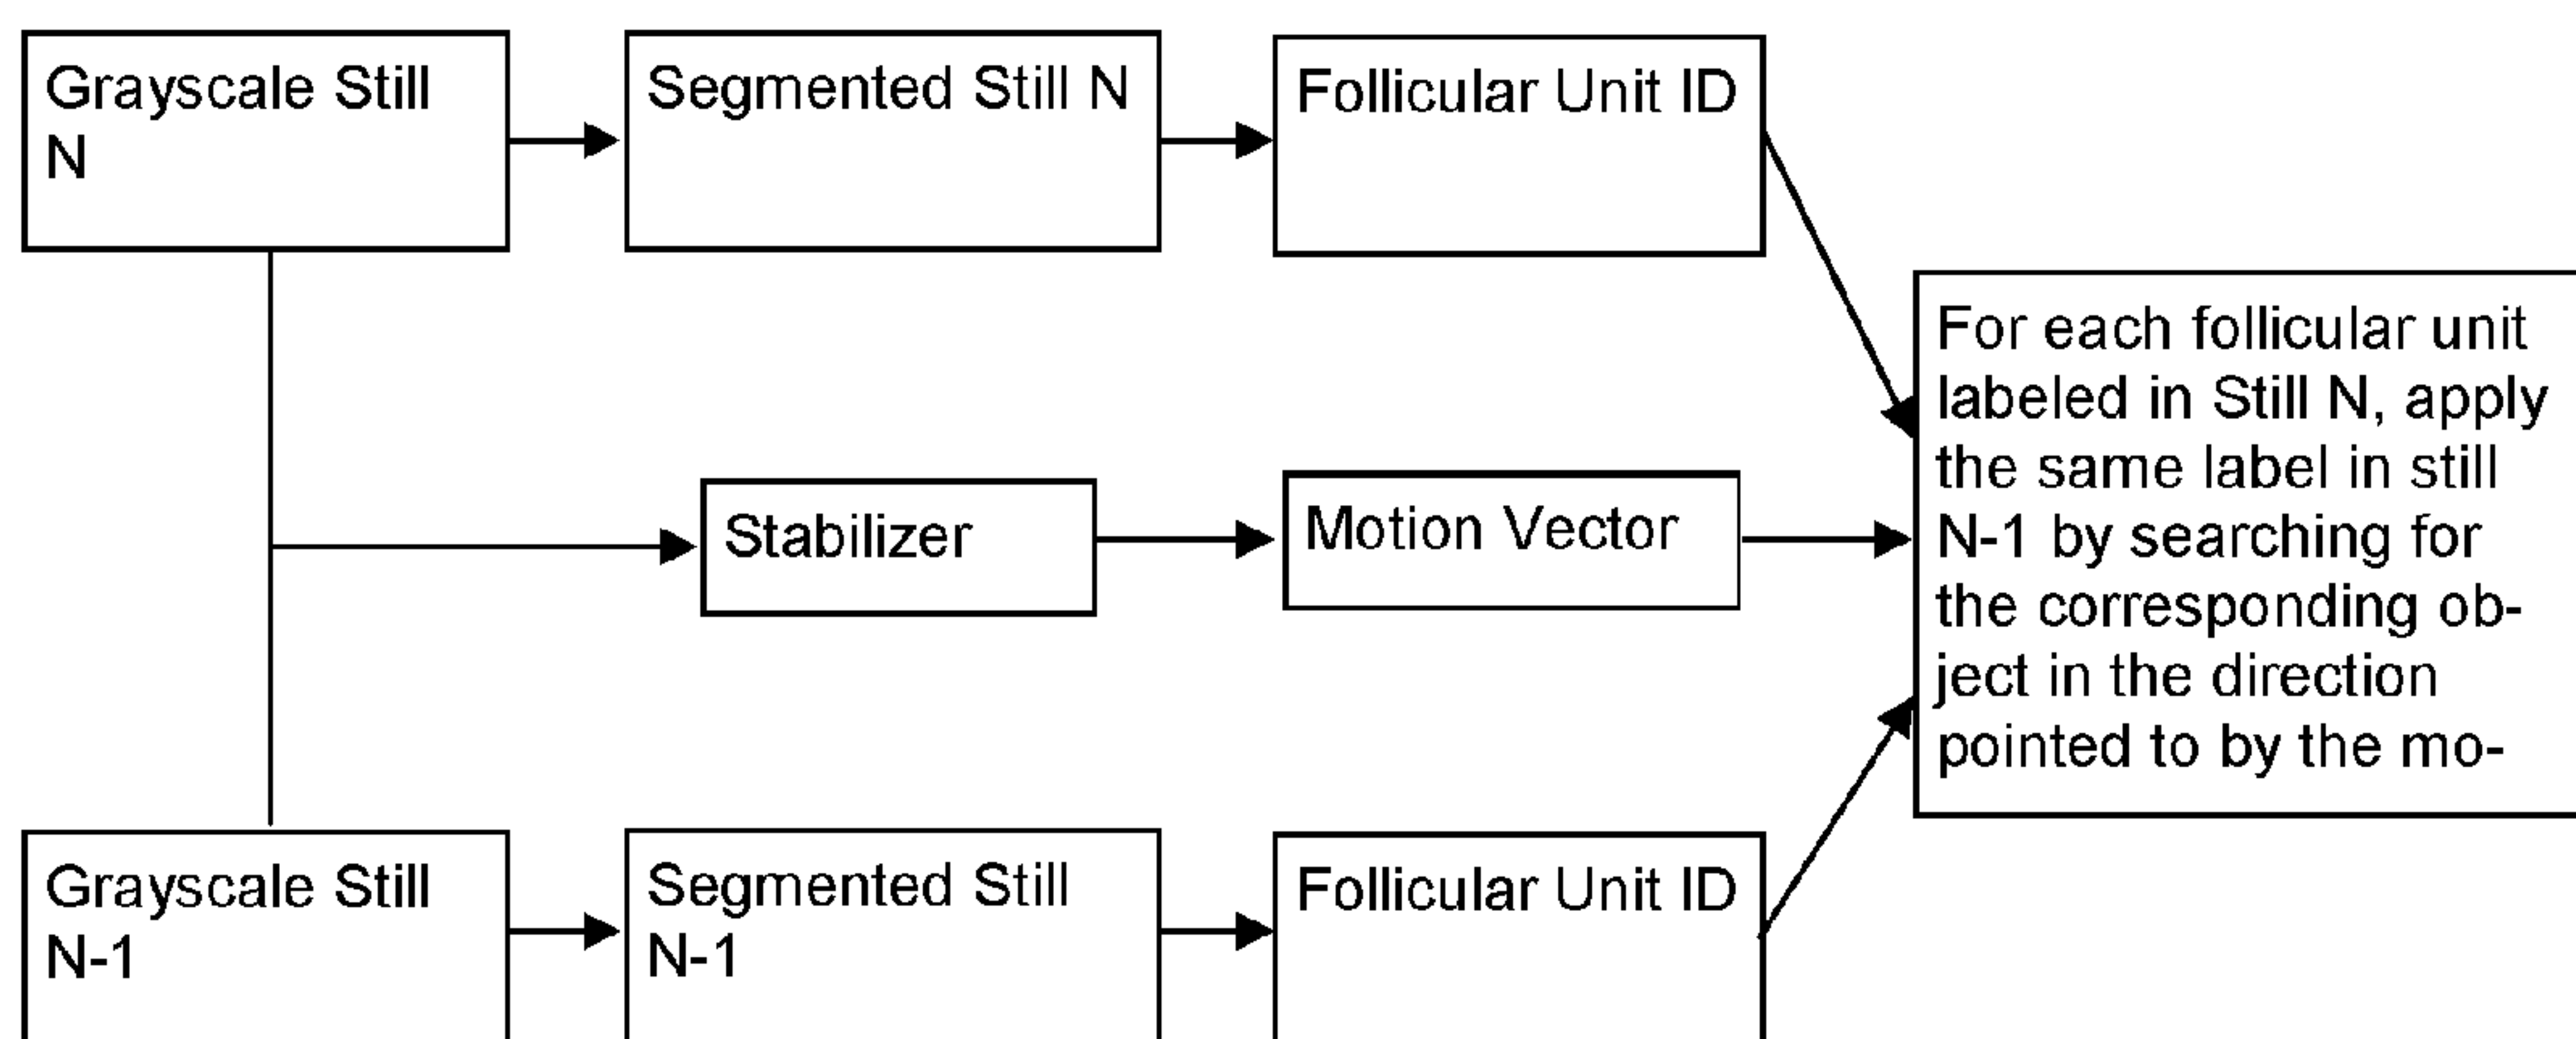 Grayscale Still
N
Segmented Still N
Follicular Unit ID
For each follicular unit
labeled in Still N, apply
the same label in still
N-1 by searching for
the corresponding ob-
ject in the direction
pointed to by the mo-
Stabilizer
Motion Vector
Grayscale Still
N-1
Segmented Still
N-1
Follicular Unit ID